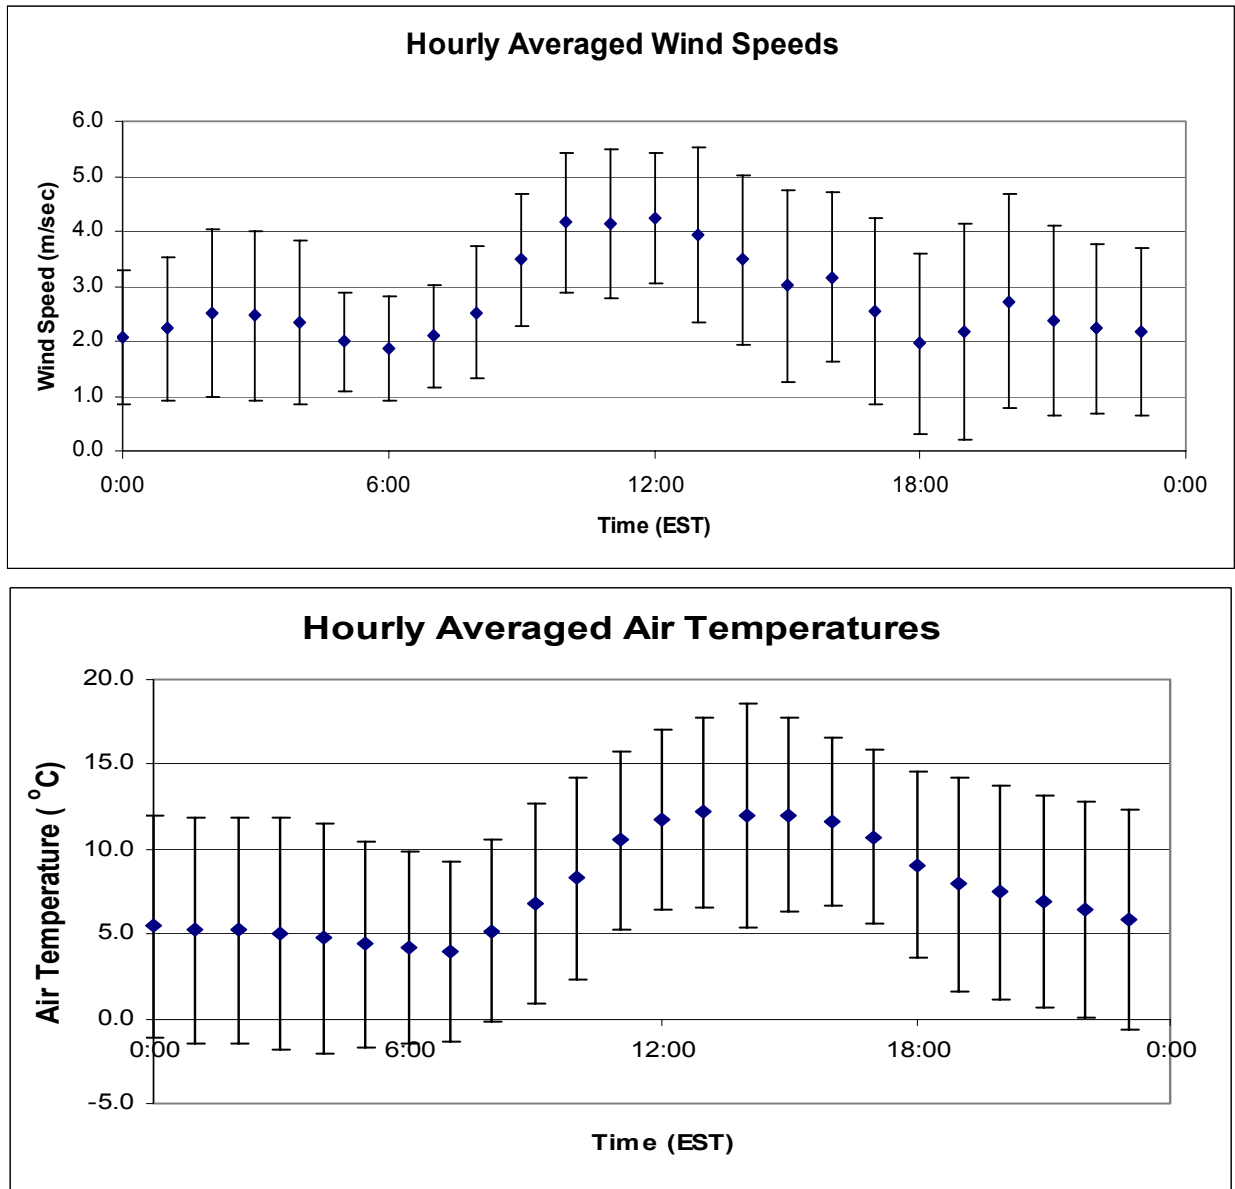 Hourly Averaged Wind Speeds
6.0
5.0
4.0
3.0
2.0
1.0
0.0
Wind Speed (m/sec)
0:00 6:00 12:00 18:00 0:00
Time (EST)
Hourly Averaged Air Temperatures
20.0
15.0
10.0
5.0
0.0
-5.0
Air Temperature ( °C)
0:00 6:00 12:00 18:00 0:00
Time (EST)